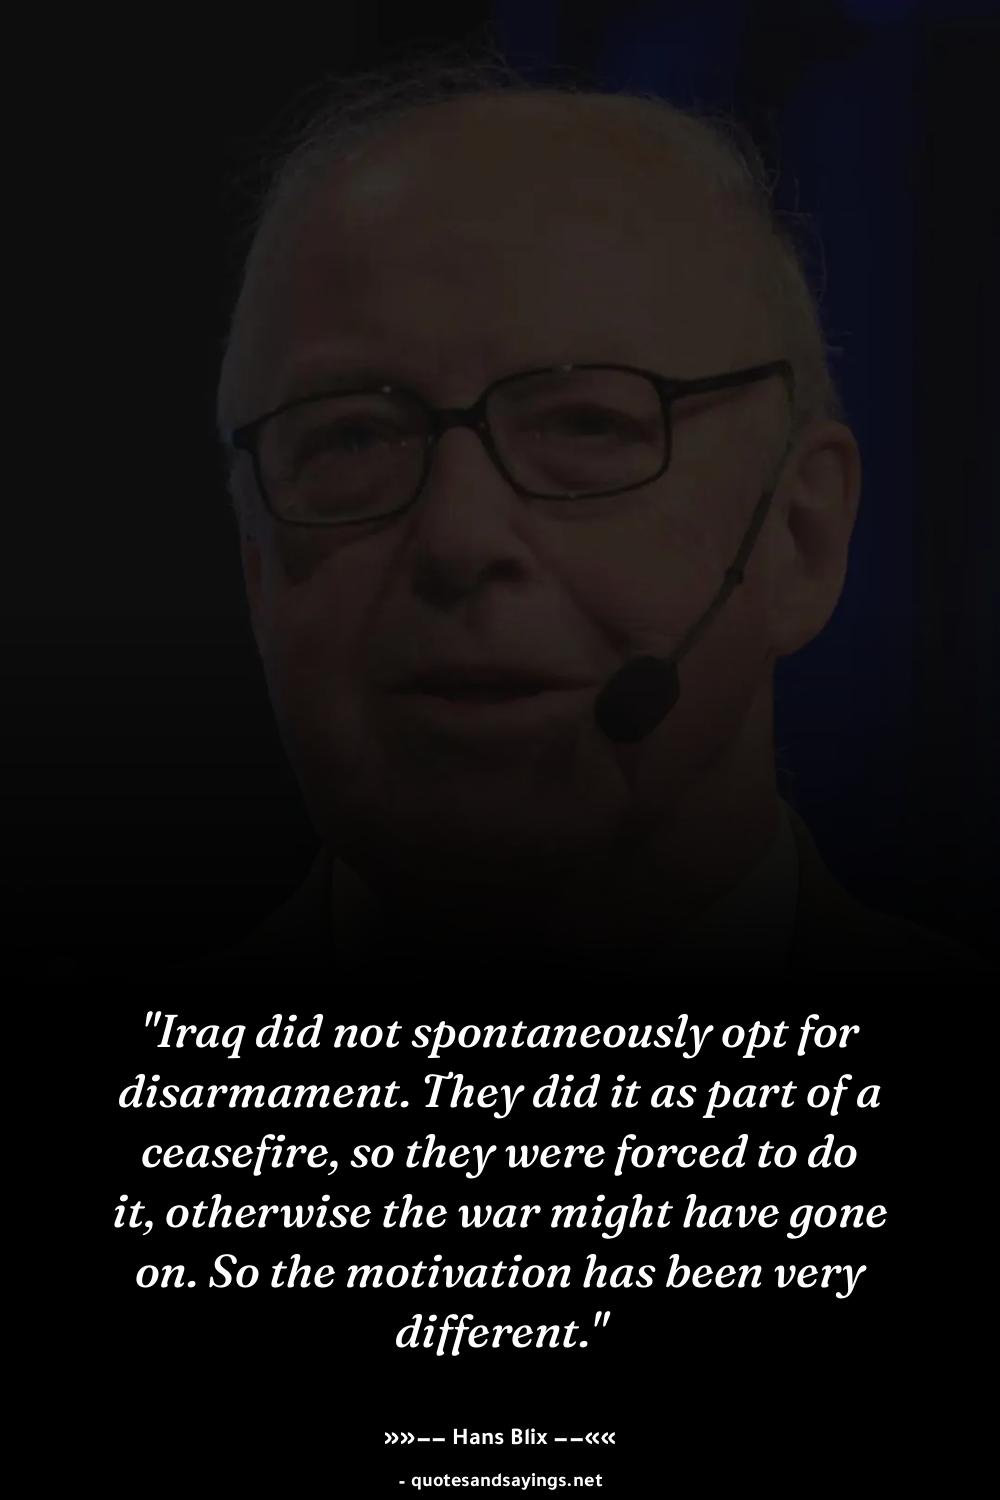 "Iraq did not spontaneously opt for
disarmament. They did it as part of a
ceasefire, so they were forced to do
it, otherwise the war might have gone
on. So the motivation has been very
different."
»»−− Hans Blix −−««
- quotesandsayings.net